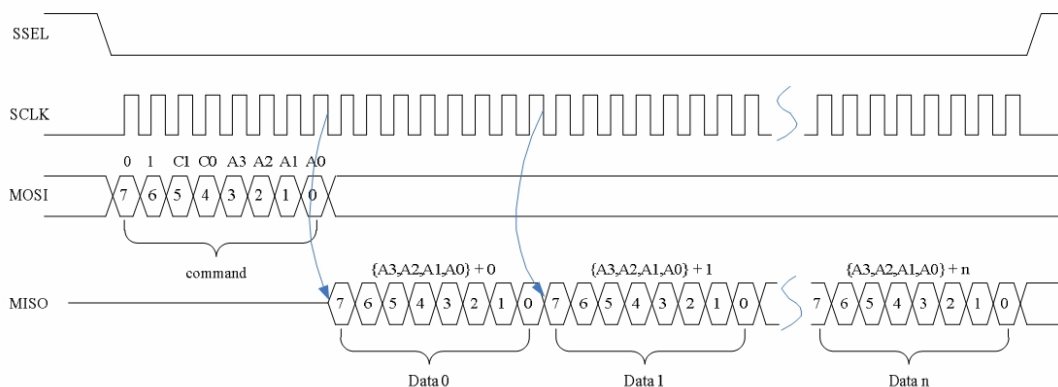 SSEL
SCLK
0 1 C1 C0 A3 A2 A1 A0
MOSI 7 6 5 4 3 2 1 0
command
{A3,A2,A1,A0} + 0 {A3,A2,A1,A0} + 1 {A3,A2,A1,A0} + n
MISO 7 6 5 4 3 2 1 0 7 6 5 4 3 2 1 0 7 6 5 4 3 2 1 0
Data 0 Data 1 Data n